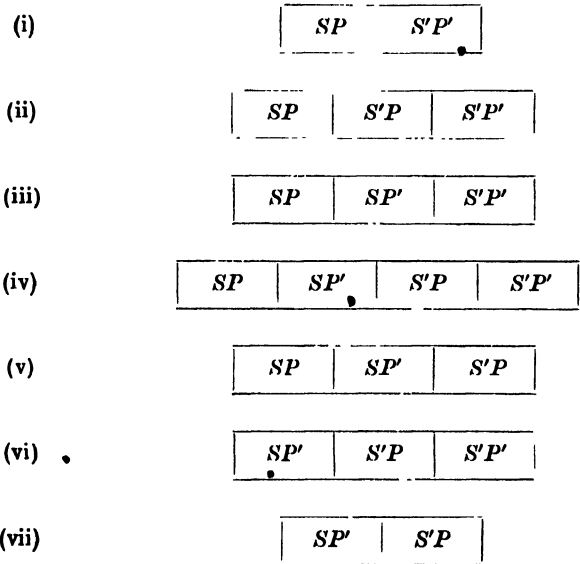 (i) SP S'P'
(ii) SP S'P S'P'
(iii) SP SP' S'P'
(iv) SP SP' S'P S'P'
(v) SP SP' S'P
(vi) SP' S'P S'P'
(vii) SP' S'P